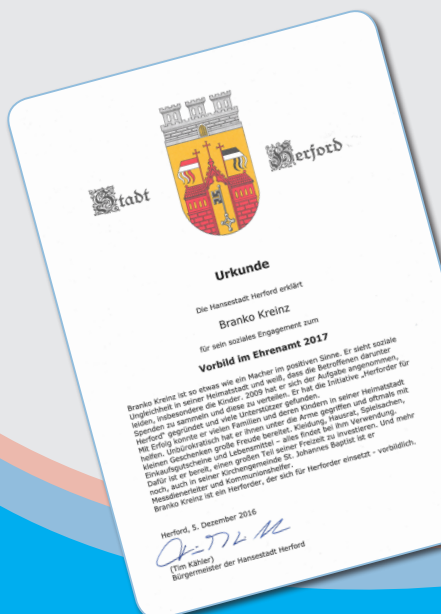 Stadt Herford
Urkunde
Die Hansestadt Herford erklärt
Branko Kreinz
für sein soziales Engagement zum
Vorbild im Ehrenamt 2017
Branko Kreinz ist so etwas wie ein Macher im positiven Sinne. Er sieht soziale
Ungleichheit in seiner Heimatstadt und weiß, dass die Betroffenen darunter
leiden, insbesondere die Kinder. 2009 hat er sich der Aufgabe angenommen,
Spenden zu sammeln und diese zu verteilen. Er hat die Initiative „Herforder für
Herford“ gegründet und viele Unterstützer gefunden.
Mit Erfolg konnte er vielen Familien und deren Kindern in seiner Heimatstadt
helfen. Unbürokratisch hat er ihnen unter die Arme gegriffen und oftmals mit
kleinen Geschenken große Freude bereitet. Kleidung, Hausrat, Spielsachen,
Einkaufsgutscheine und Lebensmittel – alles findet bei ihm Verwendung.
Dafür ist er bereit, einen großen Teil seiner Freizeit zu investieren. Und mehr
noch, auch in seiner Kirchengemeinde St. Johannes Baptist ist er
Messdienerleiter und Kommunionshelfer.
Branko Kreinz ist ein Herforder, der sich für Herforder einsetzt - vorbildlich.
Herford, 5. Dezember 2016
(Tim Kähler)
Bürgermeister der Hansestadt Herford